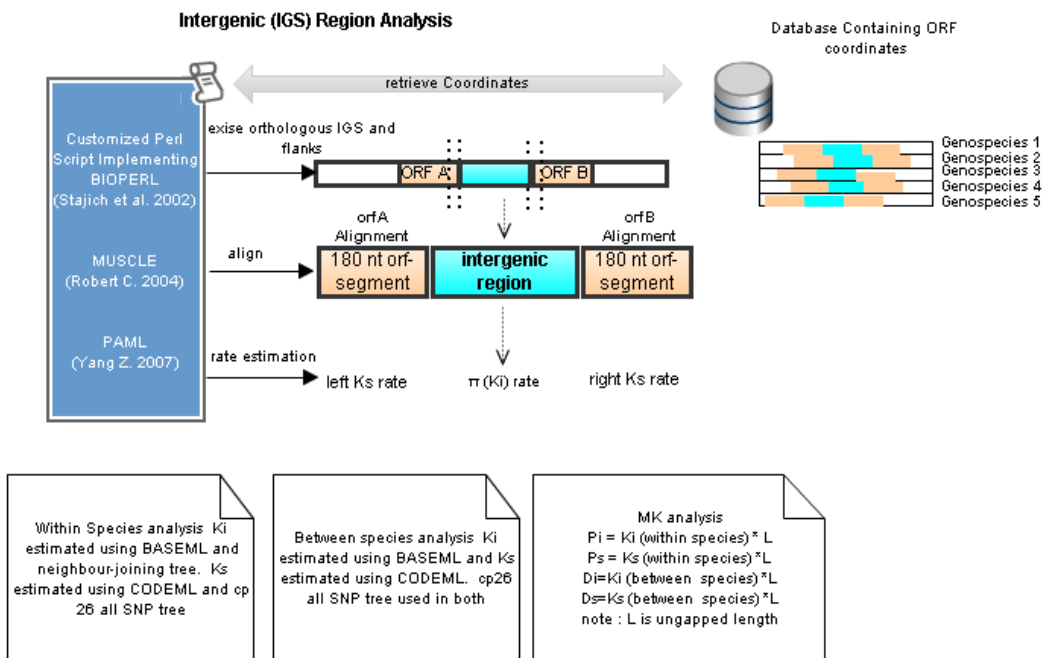 Intergenic (IGS) Region Analysis
Database Containing ORF
coordinates
retrieve Coordinates
Customized Perl
Script Implementing
BIOPERL
(Stajich et al. 2002)
exise orthologous IGS and
flanks
ORF A
ORF B
Genospecies 1
Genospecies 2
Genospecies 3
Genospecies 4
Genospecies 5
orfA
Alignment
orfB
Alignment
MUSCLE
(Robert C. 2004)
align
180 nt orf-
segment
intergenic
region
180 nt orf-
segment
PAML
(Yang Z. 2007)
rate estimation
left Ks rate
π (Ki) rate
right Ks rate
Within Species analysis Ki
estimated using BASEML and
neighbour-joining tree. Ks
estimated using CODEML and cp
26 all SNP tree
Between species analysis Ki
estimated using BASEML and Ks
estimated using CODEML. cp26
all SNP tree used in both
MK analysis
Pi = Ki (within species) * L
Ps = Ks (within species) *L
Di=Ki (between species) *L
Ds=Ks (between species) *L
note : L is ungapped length